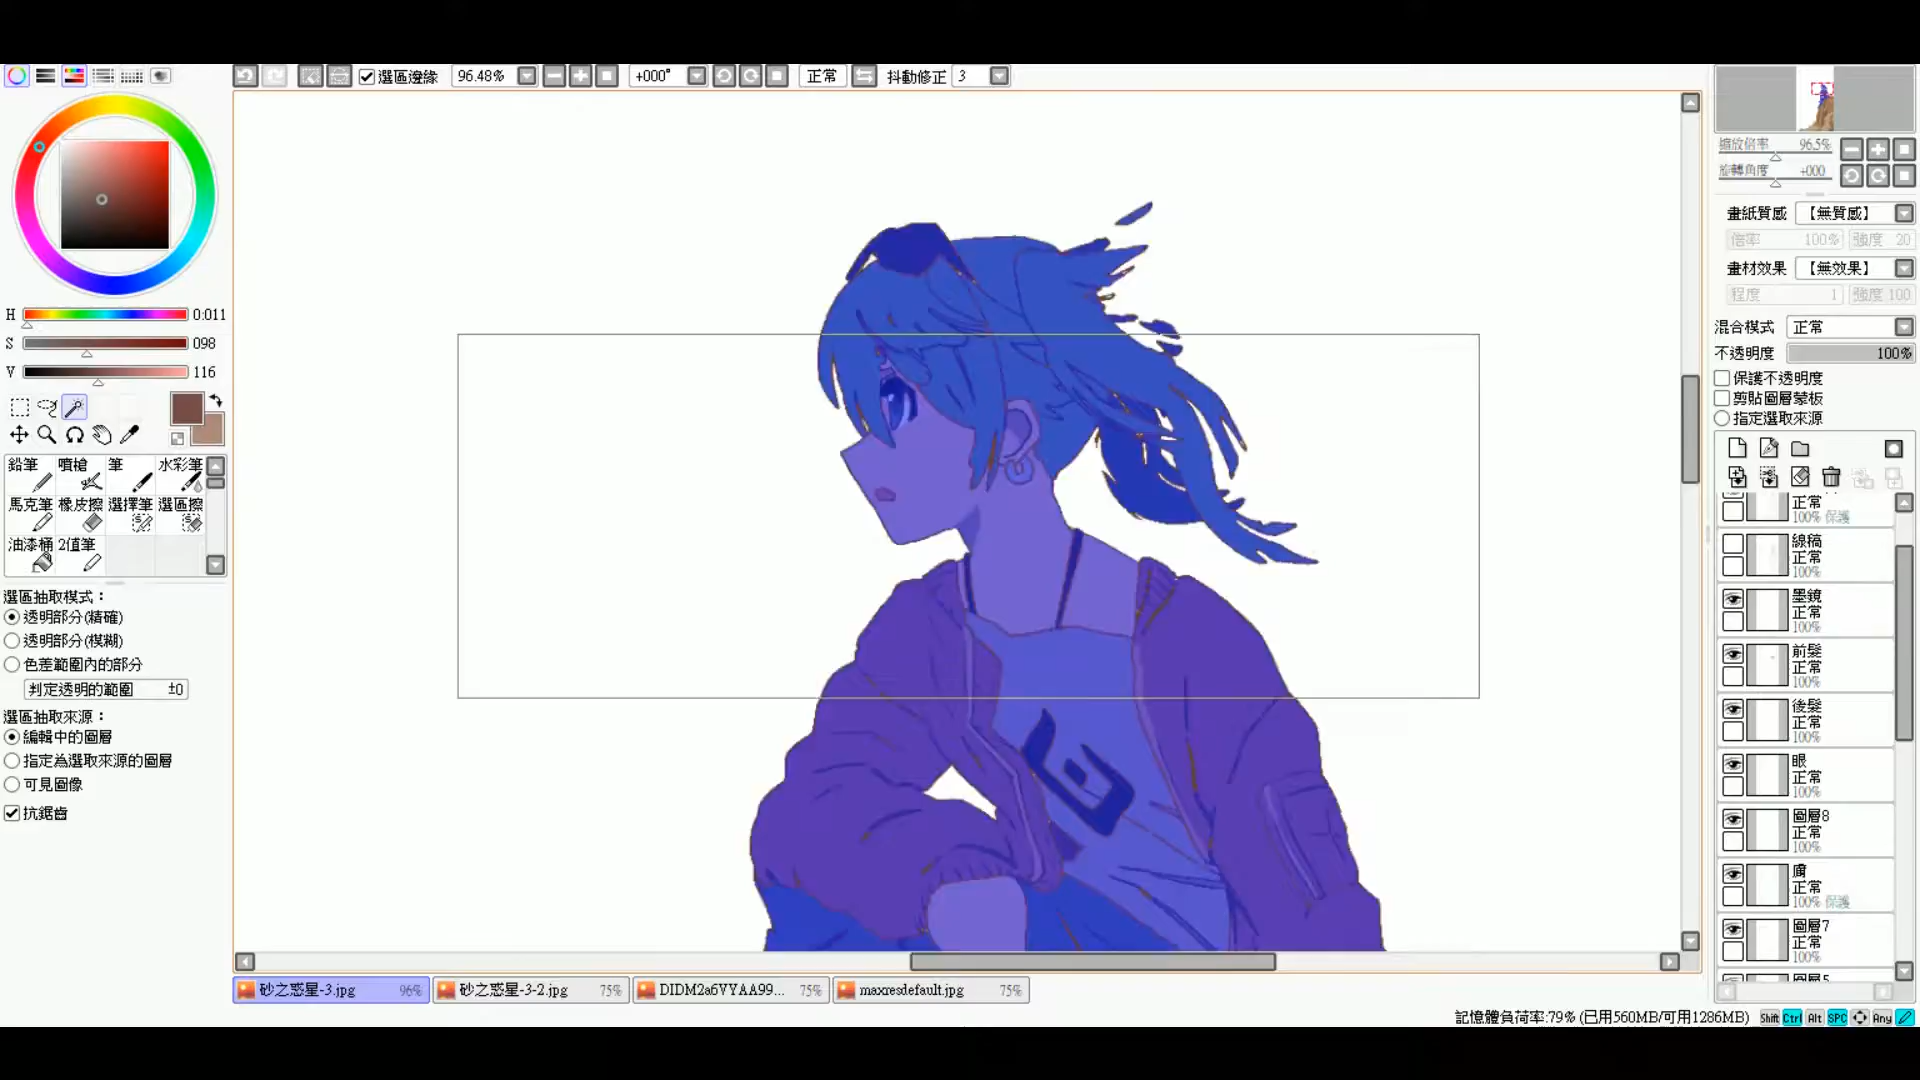 選區邊緣 96.48% +000° 正常 抖動修正 3
H 0:011
S 098
V 116
鉛筆 噴槍 筆 水彩筆
馬克筆 橡皮擦 選擇筆 選區擦
油漆桶 2值筆
選區抽取模式：
透明部分(精確)
透明部分(模糊)
色差範圍內的部分
判定透明的範圍 ±0
選區抽取來源：
編輯中的圖層
指定為選取來源的圖層
可見圖像
抗鋸齒
縮放倍率 96.5%
旋轉角度 +000
畫紙質感 【無質感】
倍率 100% 強度 20
畫材效果 【無效果】
程度 1 強度 100
混合模式 正常
不透明度 100%
保護不透明度
剪貼圖層蒙板
指定選取來源
正常
100% 保護
線稿
正常
100%
墨鏡
正常
100%
前髮
正常
100%
後髮
正常
100%
眼
正常
100%
圖層8
正常
100%
膚
正常
100% 保護
圖層7
正常
100%
圖層5
砂之惑星-3.jpg 96% 砂之惑星-3-2.jpg 75% DIDM2a6VYAA99... 75% maxresdefault.jpg 75%
記憶體負荷率:79% (已用560MB/可用1286MB) Shift Ctrl Alt SPC Any